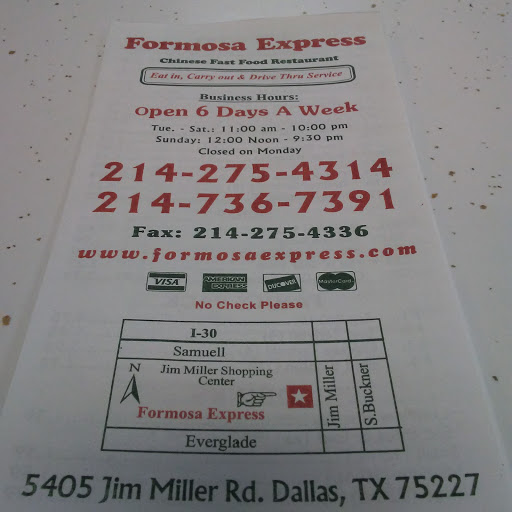 Formosa Express
Chinese Fast Food Restaurant
Eat in, Carry out & Drive Thru Service
Business Hours:
Open 6 Days A Week
Tue. - Sat.: 11:00 am - 10:00 pm
Sunday: 12:00 Noon - 9:30 pm
Closed on Monday
214-275-4314
214-736-7391
Fax: 214-275-4336
www.formosaexpress.com
VISA AMERICAN EXPRESS DISCOVER MasterCard
No Check Please
I-30
Samuell
N
Jim Miller Shopping
Center
Formosa Express
Jim Miller
S.Buckner
Everglade
5405 Jim Miller Rd. Dallas, TX 75227